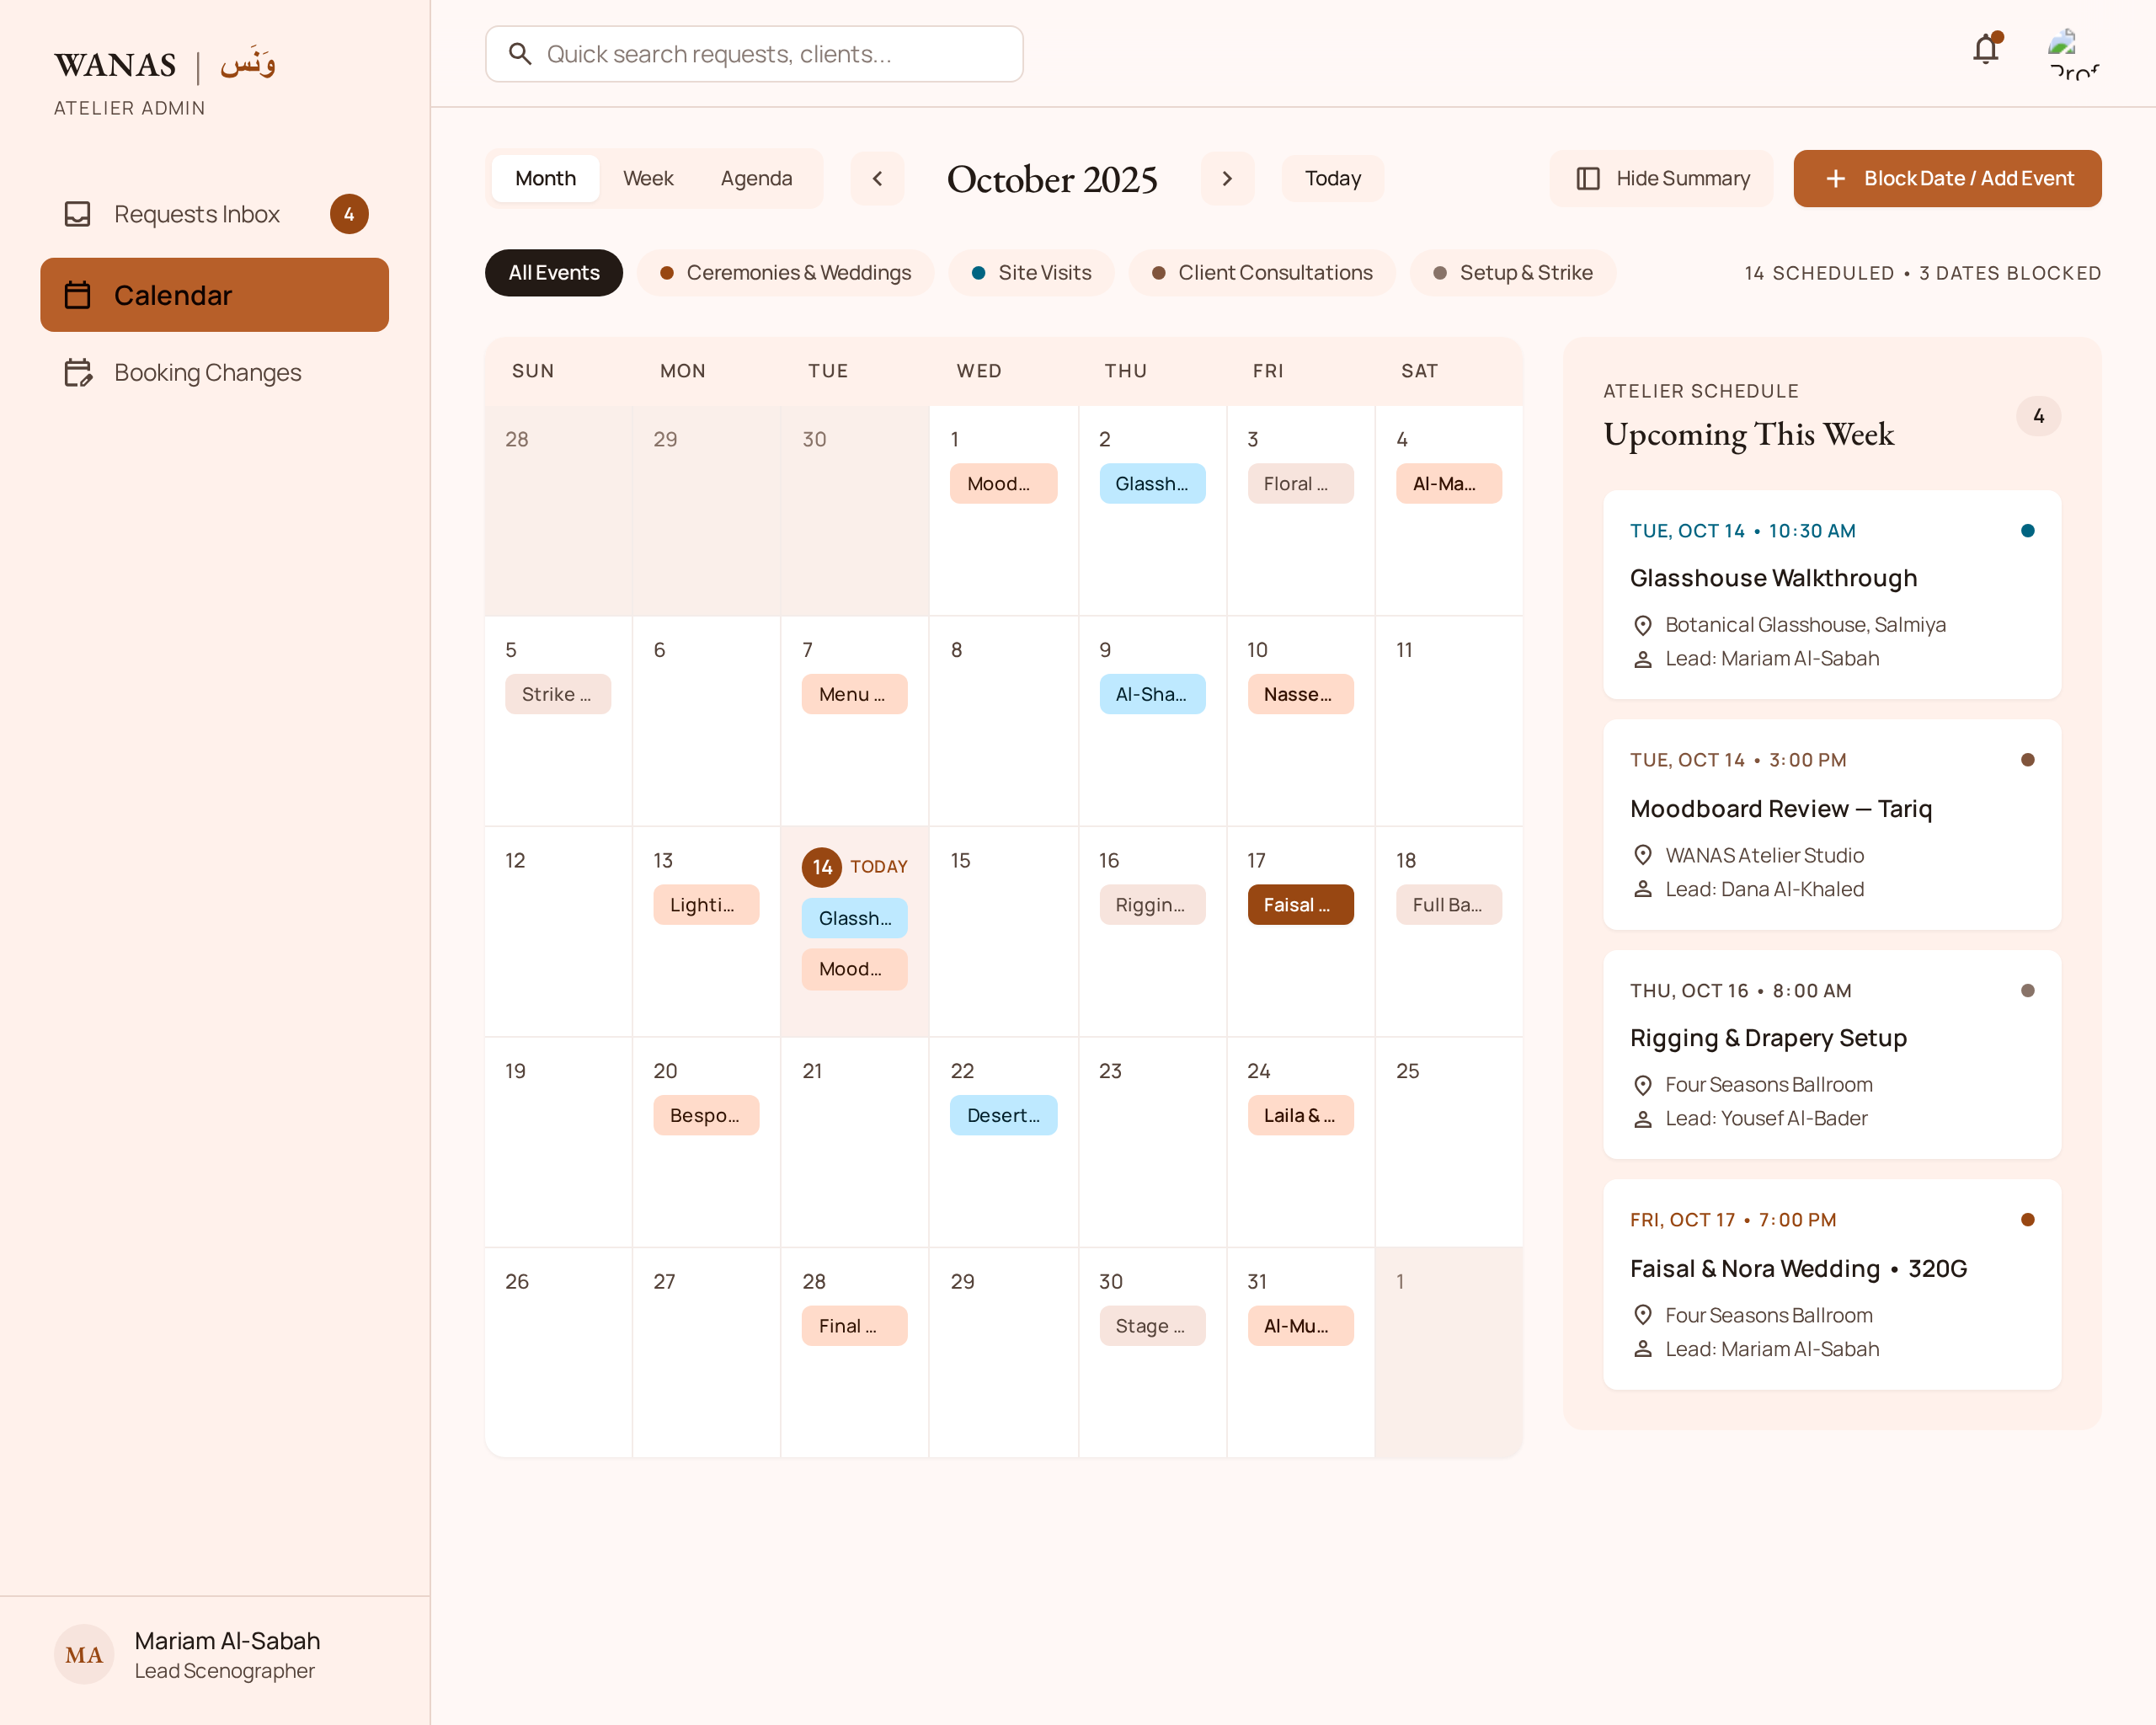 WANAS | وَنَس
ATELIER ADMIN
Requests Inbox 4
Calendar
Booking Changes
Mariam Al-Sabah
MA
Lead Scenographer
Quick search requests, clients...
Prof
Month Week Agenda October 2025 Today Hide Summary Block Date / Add Event
All Events Ceremonies & Weddings Site Visits Client Consultations Setup & Strike 14 SCHEDULED • 3 DATES BLOCKED
SUN MON TUE WED THU FRI SAT
28 29 30 1 2 3 4
Mood… Glassh… Floral … Al-Ma…
5 6 7 8 9 10 11
Strike … Menu … Al-Sha… Nasse…
12 13 14 TODAY 15 16 17 18
Lighti… Glassh… Riggin… Faisal … Full Ba…
Mood…
19 20 21 22 23 24 25
Bespo… Desert… Laila & …
26 27 28 29 30 31 1
Final … Stage … Al-Mu…
ATELIER SCHEDULE
Upcoming This Week 4
TUE, OCT 14 • 10:30 AM
Glasshouse Walkthrough
Botanical Glasshouse, Salmiya
Lead: Mariam Al-Sabah
TUE, OCT 14 • 3:00 PM
Moodboard Review — Tariq
WANAS Atelier Studio
Lead: Dana Al-Khaled
THU, OCT 16 • 8:00 AM
Rigging & Drapery Setup
Four Seasons Ballroom
Lead: Yousef Al-Bader
FRI, OCT 17 • 7:00 PM
Faisal & Nora Wedding • 320G
Four Seasons Ballroom
Lead: Mariam Al-Sabah